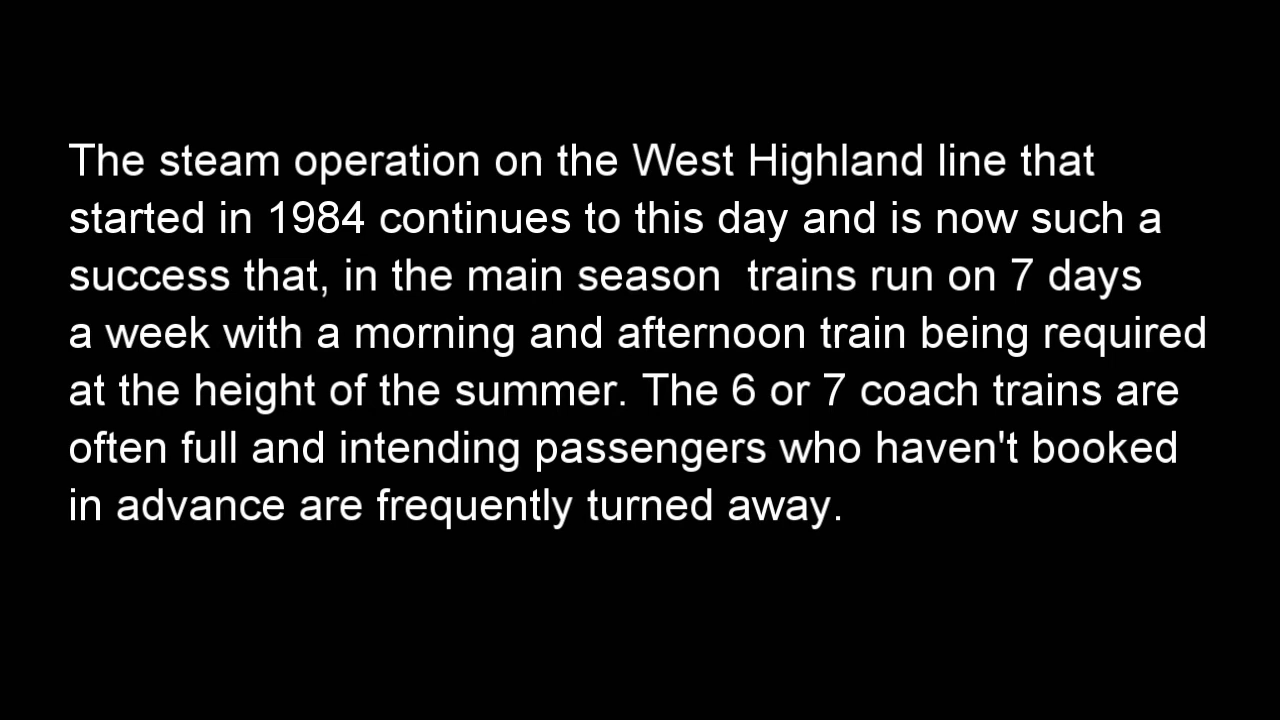 The steam operation on the West Highland line that
started in 1984 continues to this day and is now such a
success that, in the main season  trains run on 7 days
a week with a morning and afternoon train being required
at the height of the summer. The 6 or 7 coach trains are
often full and intending passengers who haven't booked
in advance are frequently turned away.